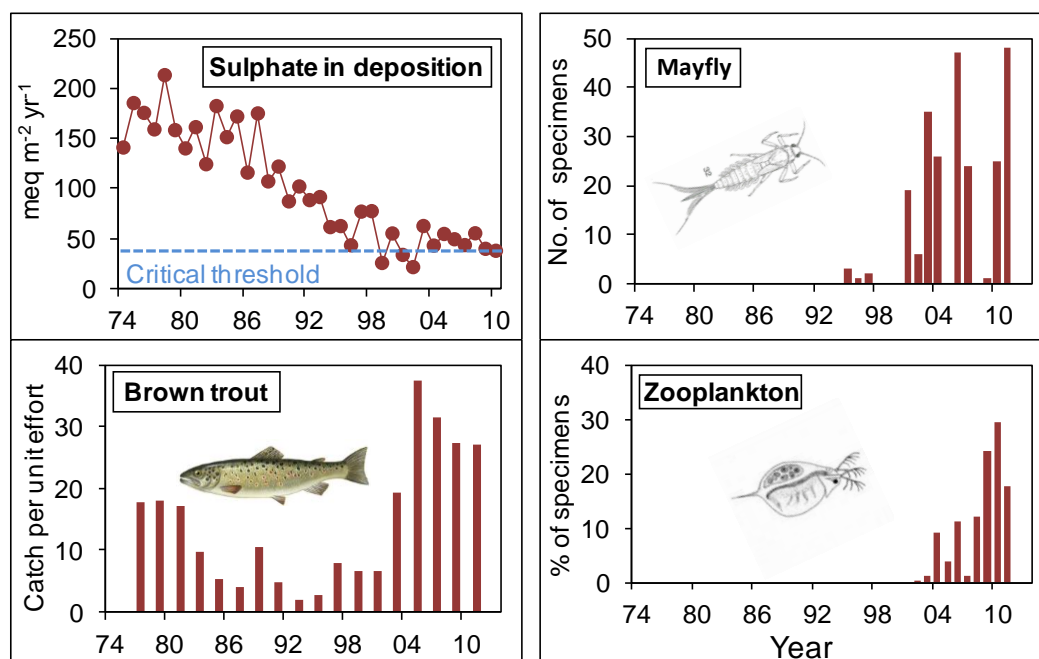 Sulphate in deposition
meq m⁻² yr⁻¹
250
200
150
100
50
0
Critical threshold
74 80 86 92 98 04 10
Mayfly
No. of specimens
50
40
30
20
10
0
74 80 86 92 98 04 10
Brown trout
Catch per unit effort
40
30
20
10
0
74 80 86 92 98 04 10
Zooplankton
% of specimens
40
30
20
10
0
74 80 86 92 98 04 10
Year